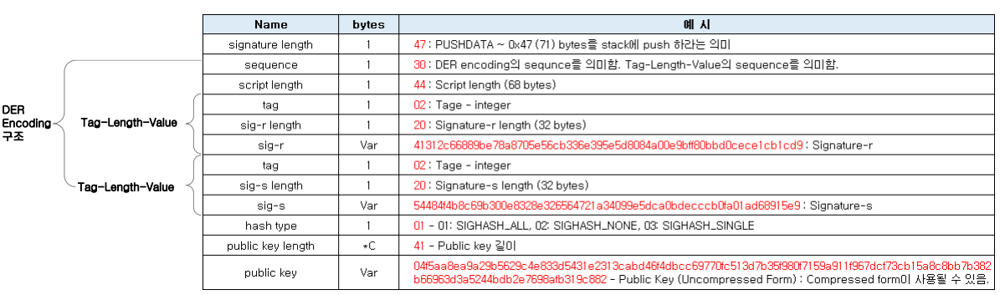 Name bytes 예 시
signature length 1 47 : PUSHDATA ~ 0x47 (71) bytes를 stack에 push 하라는 의미
sequence 1 30 : DER encoding의 sequnce를 의미함. Tag-Length-Value의 sequence를 의미함.
script length 1 44 : Script length (68 bytes)
tag 1 02 : Tage - integer
DER
Encoding
구조
Tag-Length-Value
sig-r length 1 20 : Signature-r length (32 bytes)
sig-r Var 41312c66889be78a8705e56cb336e395e5d8084a00e9bff80bbd0cece1cb1cd9 : Signature-r
tag 1 02 : Tage - integer
Tag-Length-Value
sig-s length 1 20 : Signature-s length (32 bytes)
sig-s Var 54484f4b8c69b300e8328e326564721a34099e5dca0bdecccb0fa01ad68915e9 : Signature-s
hash type 1 01 - 01: SIGHASH_ALL, 02: SIGHASH_NONE, 03: SIGHASH_SINGLE
public key length *C 41 - Public key 길이
public key Var 04f5aa8ea9a29b5629c4e833d5431e2313cabd46f4dbcc69770fc513d7b35f980f7159a911f967dcf73cb15a8c8bb7b382
b66963d3a5244bdb2e7698afb319c882 - Public Key (Uncompressed Form) : Compressed form이 사용될 수 있음.